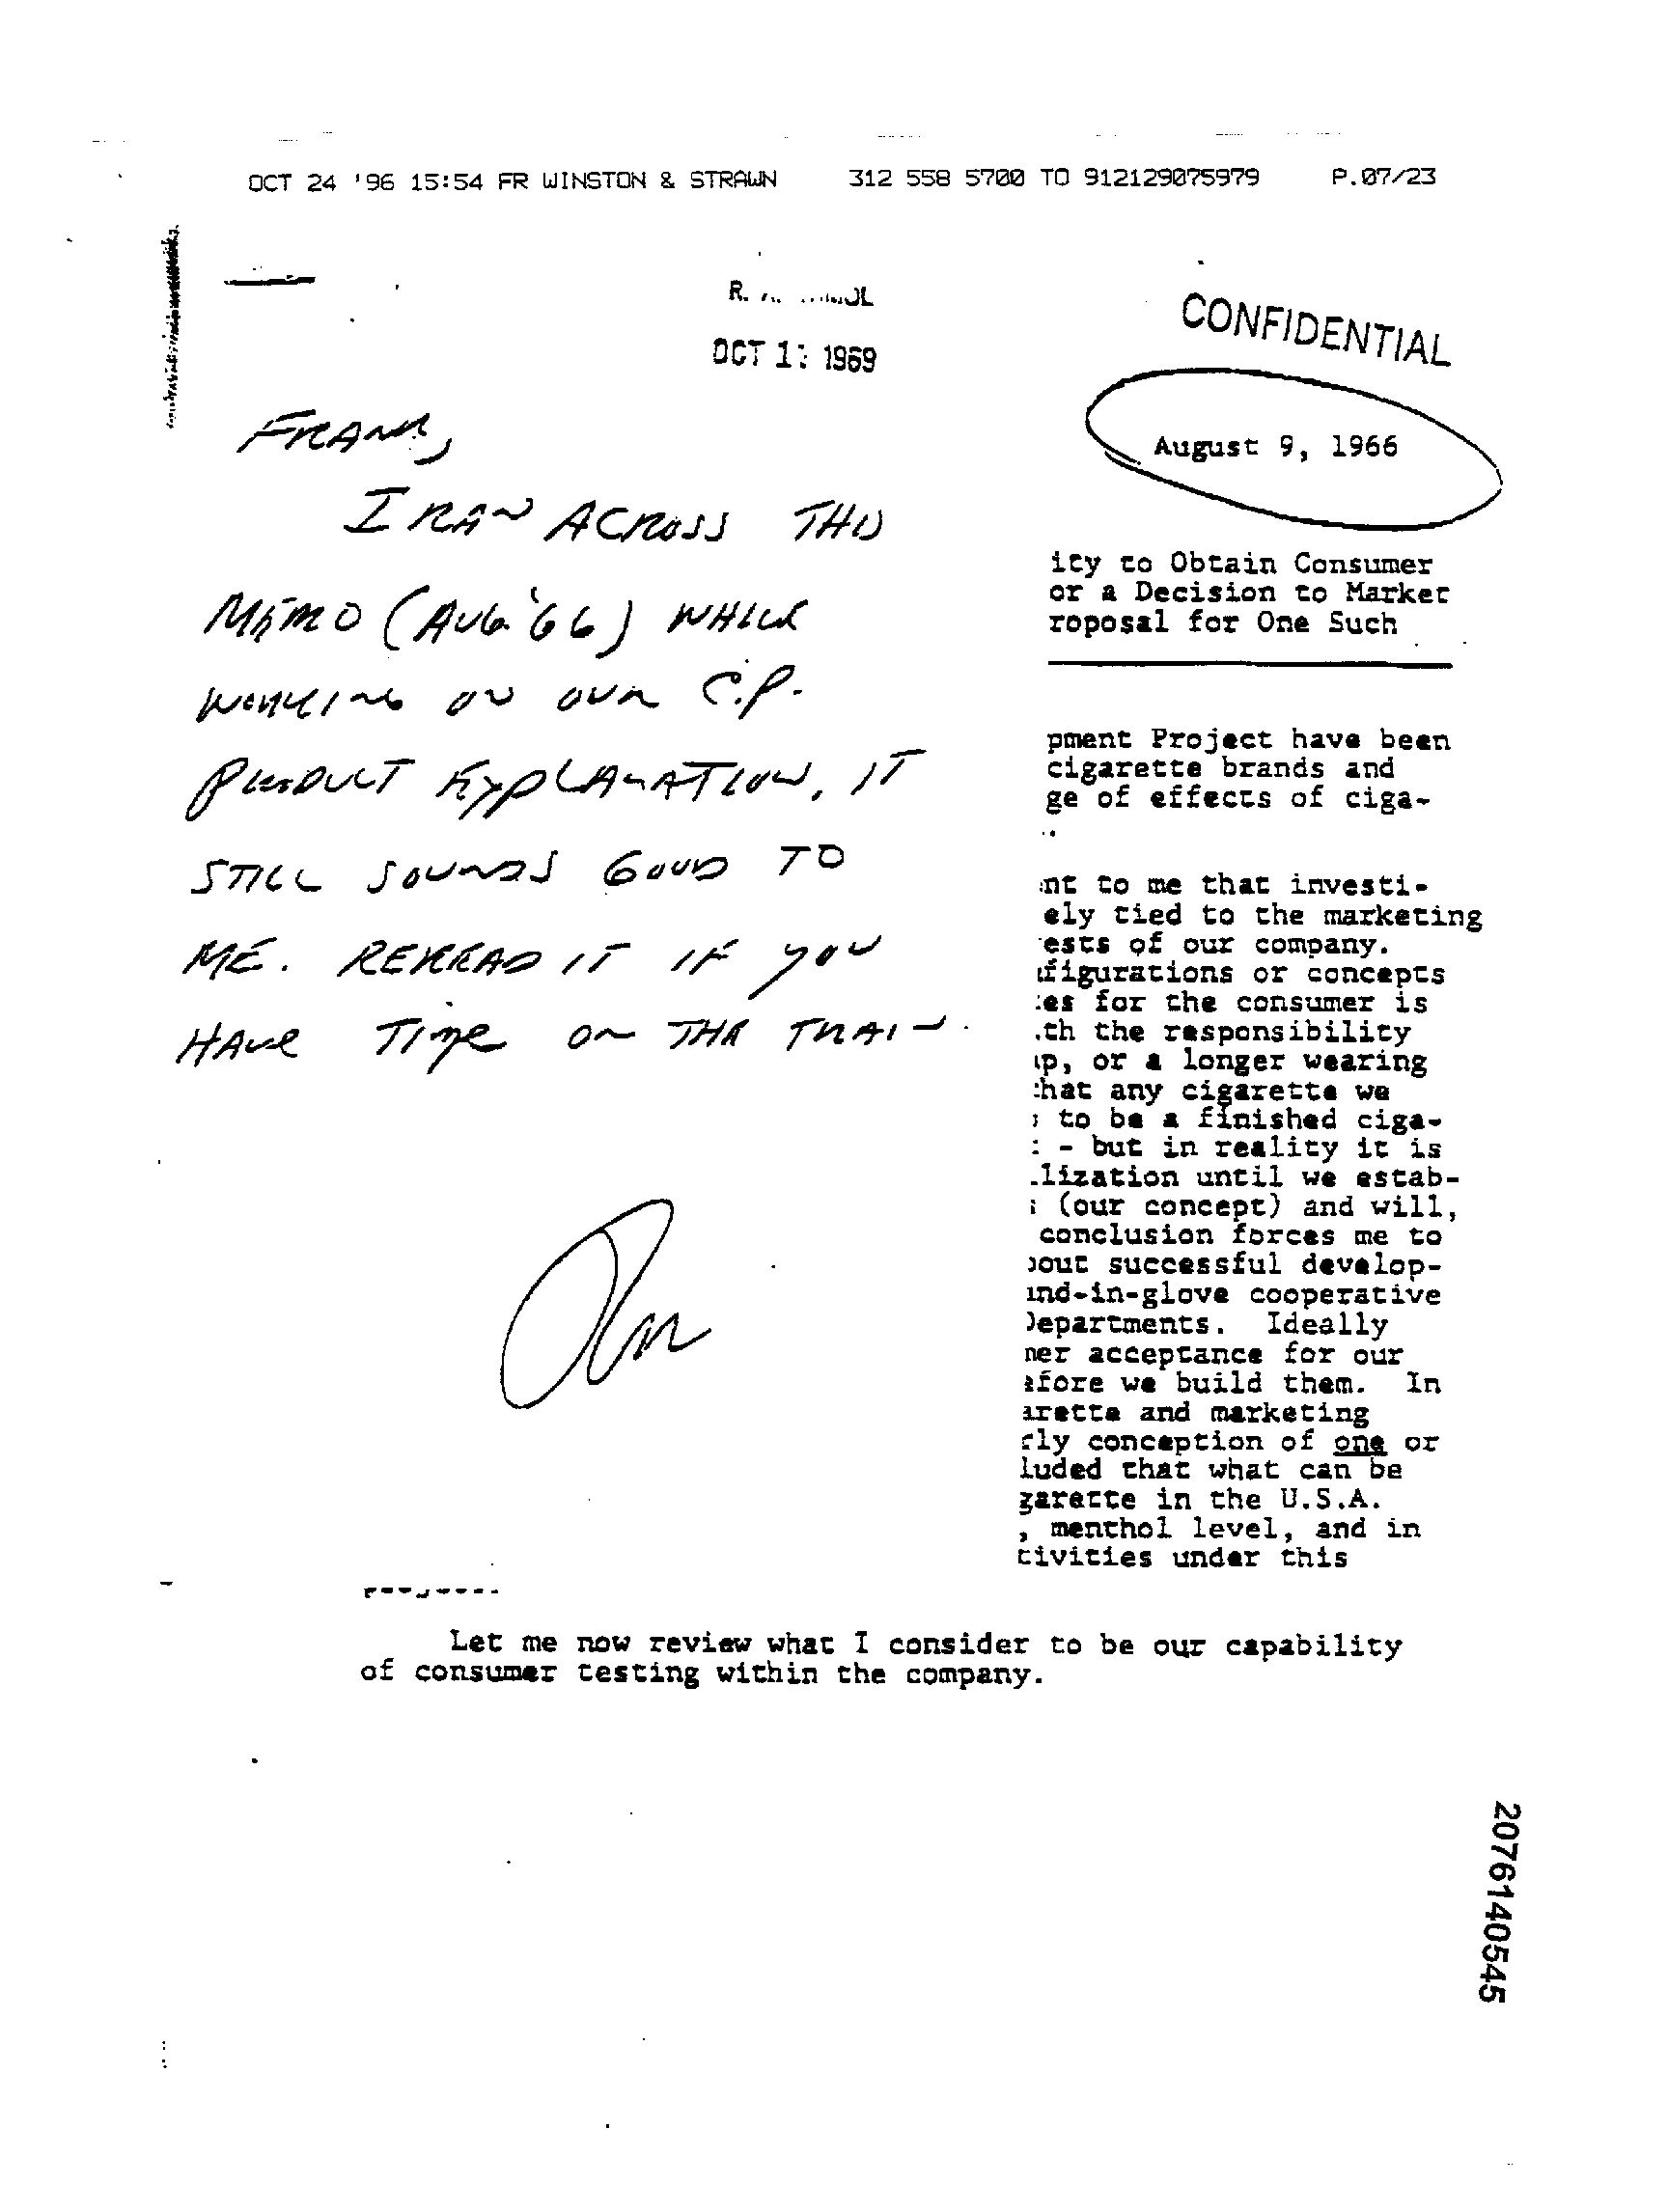 OCT 24 '96 15:54 FR WINSTON & STRAWN 312 558 5700 TO 912129075979 P.07/23
R.
OCT 1 1969
CONFIDENTIAL
August 9, 1966
FRANK,
I RAN ACROSS THIS
MEMO (AUG '66) WHILE
WORKING ON OUR C.P.
PRODUCT EXPLANATION, IT
STILL SOUNDS GOOD TO
ME. REREAD IT IF YOU
HAVE TIME ON THE TRAIN.
ity to Obtain Consumer
or a Decision to Market
roposal for One Such
pment Project have been
cigarette brands and
ge of effects of ciga-
nt to me that investi-
ely tied to the marketing
ests of our company.
figurations or concepts
es for the consumer is
th the responsibility
p, or a longer wearing
hat any cigarette we
to be a finished ciga-
- but in reality it is
lization until we estab-
(our concept) and will,
conclusion forces me to
out successful develop-
nd-in-glove cooperative
Departments. Ideally
ner acceptance for our
efore we build them. In
arette and marketing
rly conception of one or
luded that what can be
garette in the U.S.A.
, menthol level, and in
tivities under this
Let me now review what I consider to be our capability
of consumer testing within the company.
2076140545